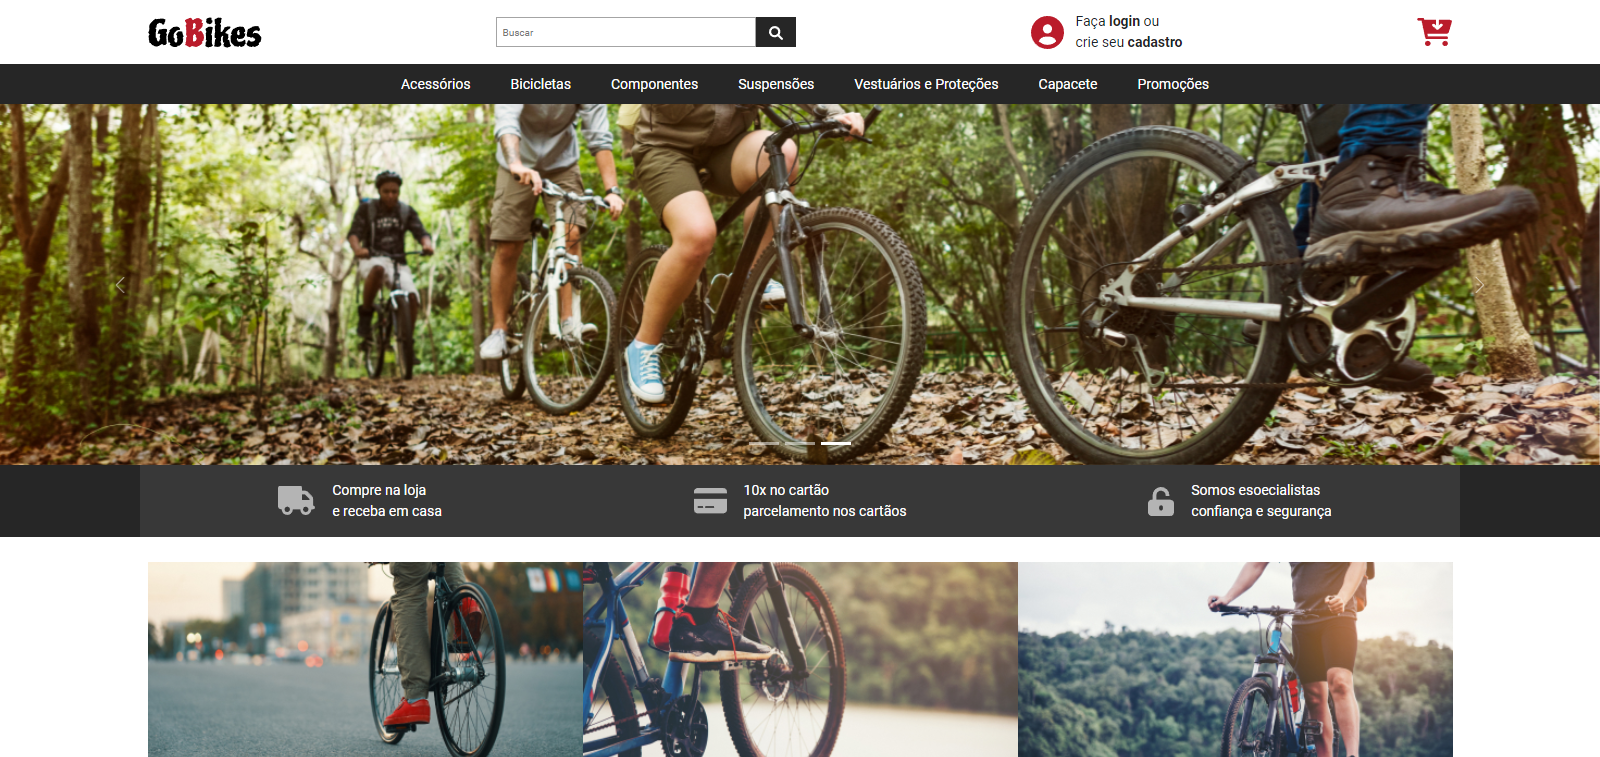 GoBikes
Buscar
Faça login ou
crie seu cadastro
Acessórios
Bicicletas
Componentes
Suspensões
Vestuários e Proteções
Capacete
Promoções
Compre na loja
e receba em casa
10x no cartão
parcelamento nos cartãos
Somos esoecialistas
confiança e segurança